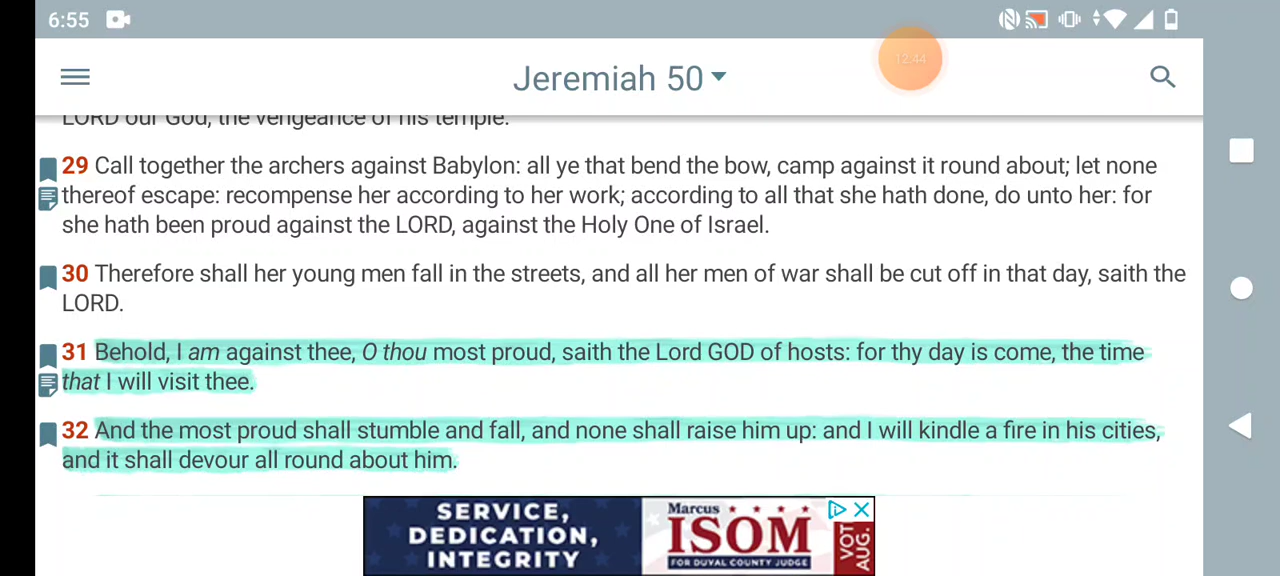 6:55
12:44
Jeremiah 50
LORD our God, the vengeance of his temple.
29 Call together the archers against Babylon: all ye that bend the bow, camp against it round about; let none
thereof escape: recompense her according to her work; according to all that she hath done, do unto her: for
she hath been proud against the LORD, against the Holy One of Israel.
30 Therefore shall her young men fall in the streets, and all her men of war shall be cut off in that day, saith the
LORD.
31 Behold, I am against thee, O thou most proud, saith the Lord GOD of hosts: for thy day is come, the time
that I will visit thee.
32 And the most proud shall stumble and fall, and none shall raise him up: and I will kindle a fire in his cities,
and it shall devour all round about him.
SERVICE,
DEDICATION,
INTEGRITY
Marcus
ISOM
FOR DUVAL COUNTY JUDGE
VOT
AUG.